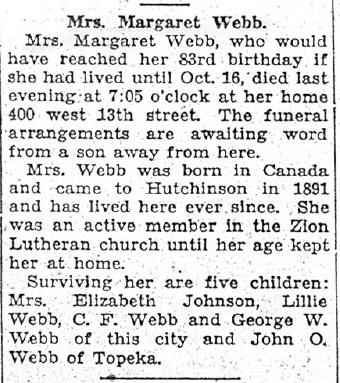 Mrs. Margaret Webb.
Mrs. Margaret Webb, who would
have reached her 83rd birthday if
she had lived until Oct. 16, died last
evening at 7:05 o'clock at her home
400 west 13th street. The funeral
arrangements are awaiting word
from a son away from here.
Mrs. Webb was born in Canada
and came to Hutchinson in 1891
and has lived here ever since. She
was an active member in the Zion
Lutheran church until her age kept
her at home.
Surviving her are five children:
Mrs. Elizabeth Johnson, Lillie
Webb, C. F. Webb and George W.
Webb of this city and John O.
Webb of Topeka.